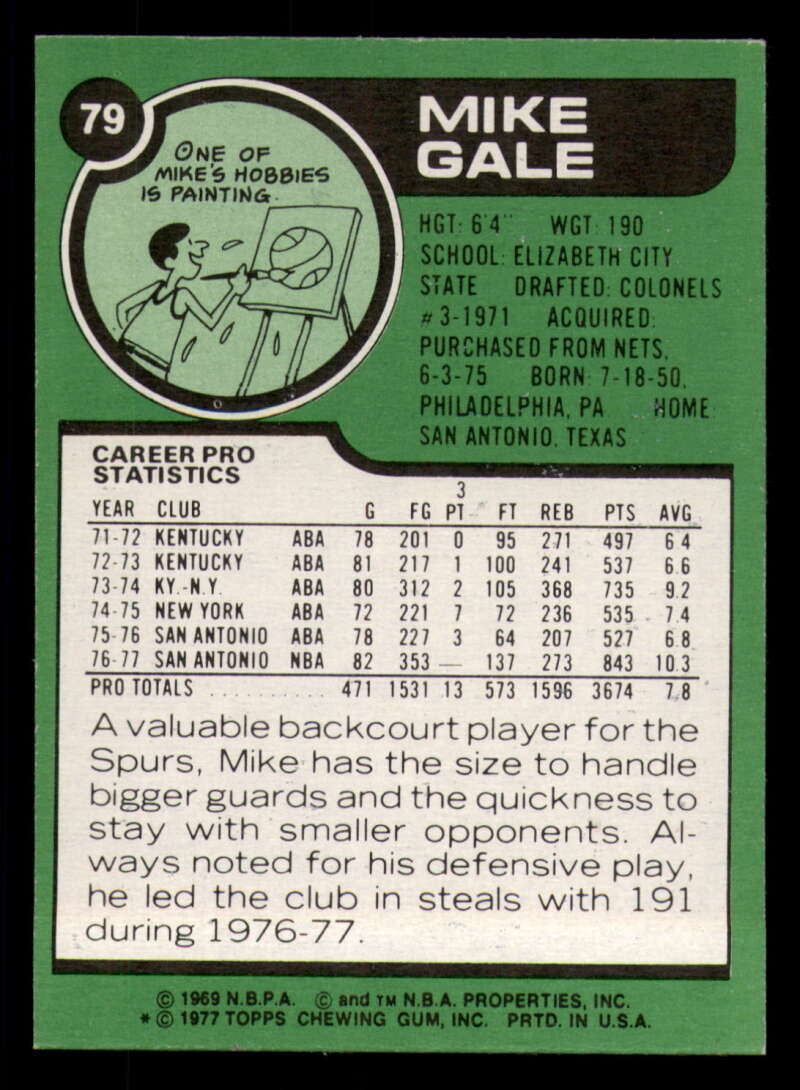 79
ONE OF
MIKE'S HOBBIES
IS PAINTING.
MIKE
GALE
HGT: 6'4" WGT: 190
SCHOOL: ELIZABETH CITY
STATE DRAFTED: COLONELS
#3-1971 ACQUIRED:
PURCHASED FROM NETS,
6-3-75 BORN: 7-18-50,
PHILADELPHIA, PA HOME:
SAN ANTONIO, TEXAS
CAREER PRO
STATISTICS
YEAR CLUB G FG 3 PT FT REB PTS AVG
71-72 KENTUCKY ABA 78 201 0 95 271 497 6.4
72-73 KENTUCKY ABA 81 217 1 100 241 537 6.6
73-74 KY.-N.Y. ABA 80 312 2 105 368 735 9.2
74-75 NEW YORK ABA 72 221 7 72 236 535 7.4
75-76 SAN ANTONIO ABA 78 227 3 64 207 527 6.8
76-77 SAN ANTONIO NBA 82 353 — 137 273 843 10.3
PRO TOTALS .......... 471 1531 13 573 1596 3674 7.8
A valuable backcourt player for the
Spurs, Mike has the size to handle
bigger guards and the quickness to
stay with smaller opponents. Al-
ways noted for his defensive play,
he led the club in steals with 191
during 1976-77.
© 1969 N.B.P.A. © and TM N.B.A. PROPERTIES, INC.
* © 1977 TOPPS CHEWING GUM, INC. PRTD. IN U.S.A.